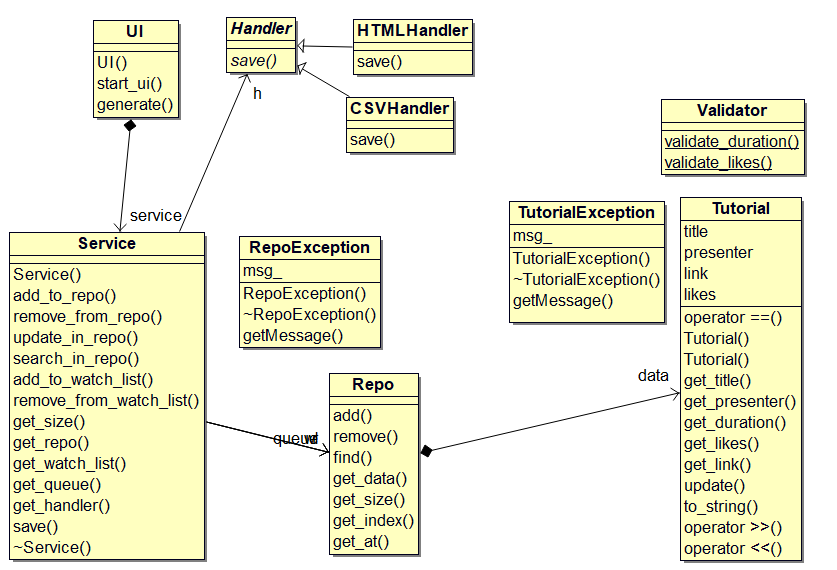 UI
UI()
start_ui()
generate()
Handler
save()
HTMLHandler
save()
CSVHandler
save()
h
service
Validator
validate_duration()
validate_likes()
Service
Service()
add_to_repo()
remove_from_repo()
update_in_repo()
search_in_repo()
add_to_watch_list()
remove_from_watch_list()
get_size()
get_repo()
get_watch_list()
get_queue()
get_handler()
save()
~Service()
RepoException
msg_
RepoException()
~RepoException()
getMessage()
TutorialException
msg_
TutorialException()
~TutorialException()
getMessage()
Tutorial
title
presenter
link
likes
operator ==()
Tutorial()
Tutorial()
get_title()
get_presenter()
get_duration()
get_likes()
get_link()
update()
to_string()
operator >>()
operator <<()
queue
Repo
add()
remove()
find()
get_data()
get_size()
get_index()
get_at()
data